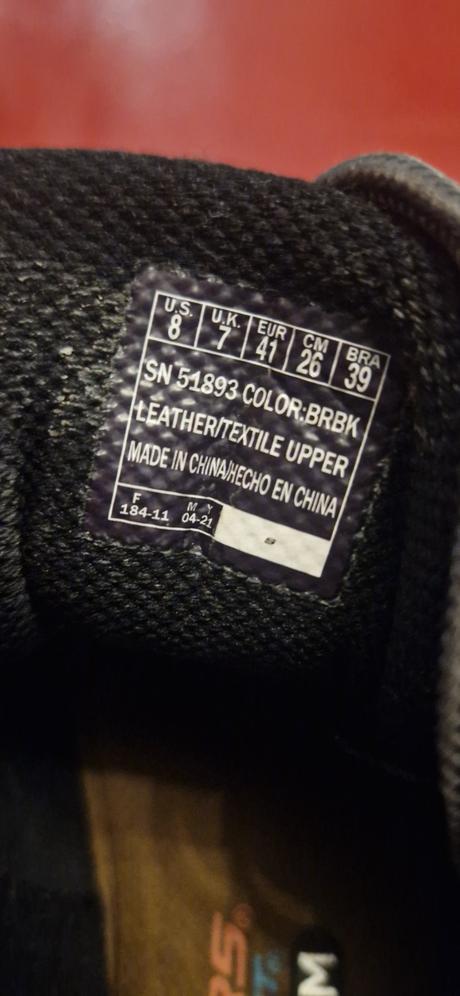 U.S. U.K. EUR CM BRA
8 7 41 26 39
SN 51893 COLOR:BRBK
LEATHER/TEXTILE UPPER
MADE IN CHINA/HECHO EN CHINA
F M Y
184-11 04-21
RS
M